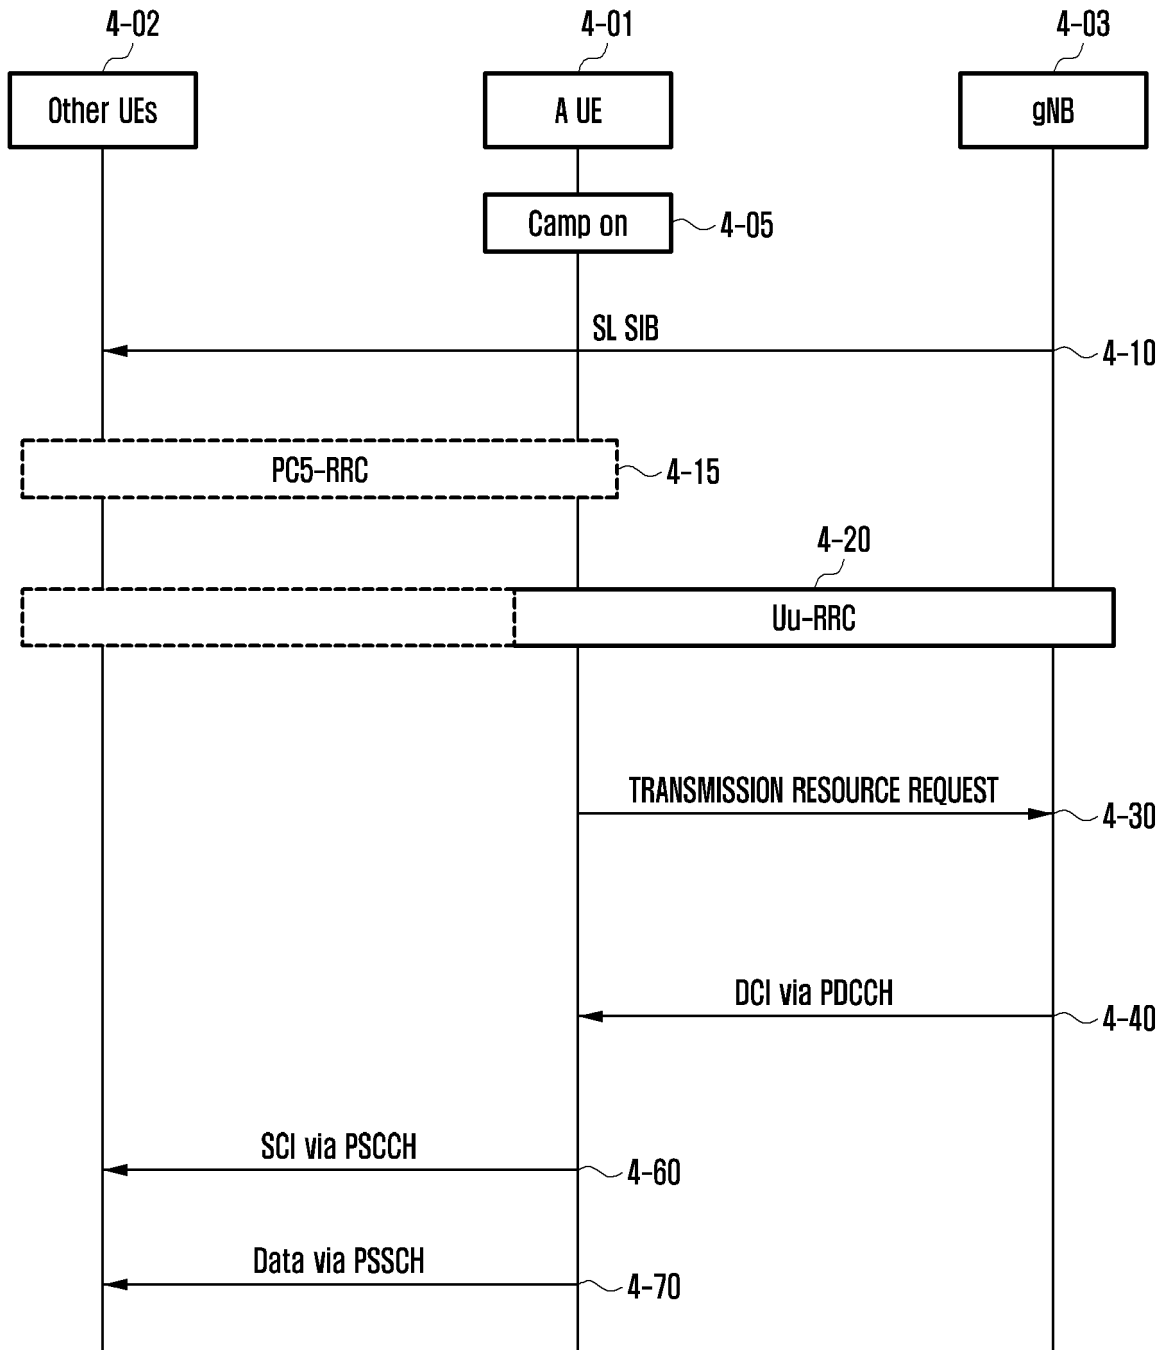 4-02
4-01
4-03
Other UEs
A UE
gNB
Camp on
4-05
SL SIB
4-10
PC5-RRC
4-15
4-20
Uu-RRC
TRANSMISSION RESOURCE REQUEST
4-30
DCI via PDCCH
4-40
SCI via PSCCH
4-60
Data via PSSCH
4-70